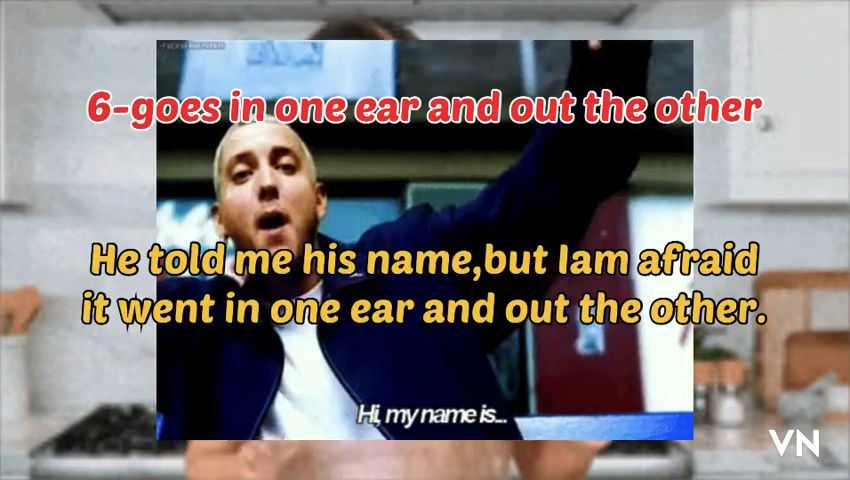 6-goes in one ear and out the other
He told me his name,but Iam afraid
it went in one ear and out the other.
Hi, my name is...
VN